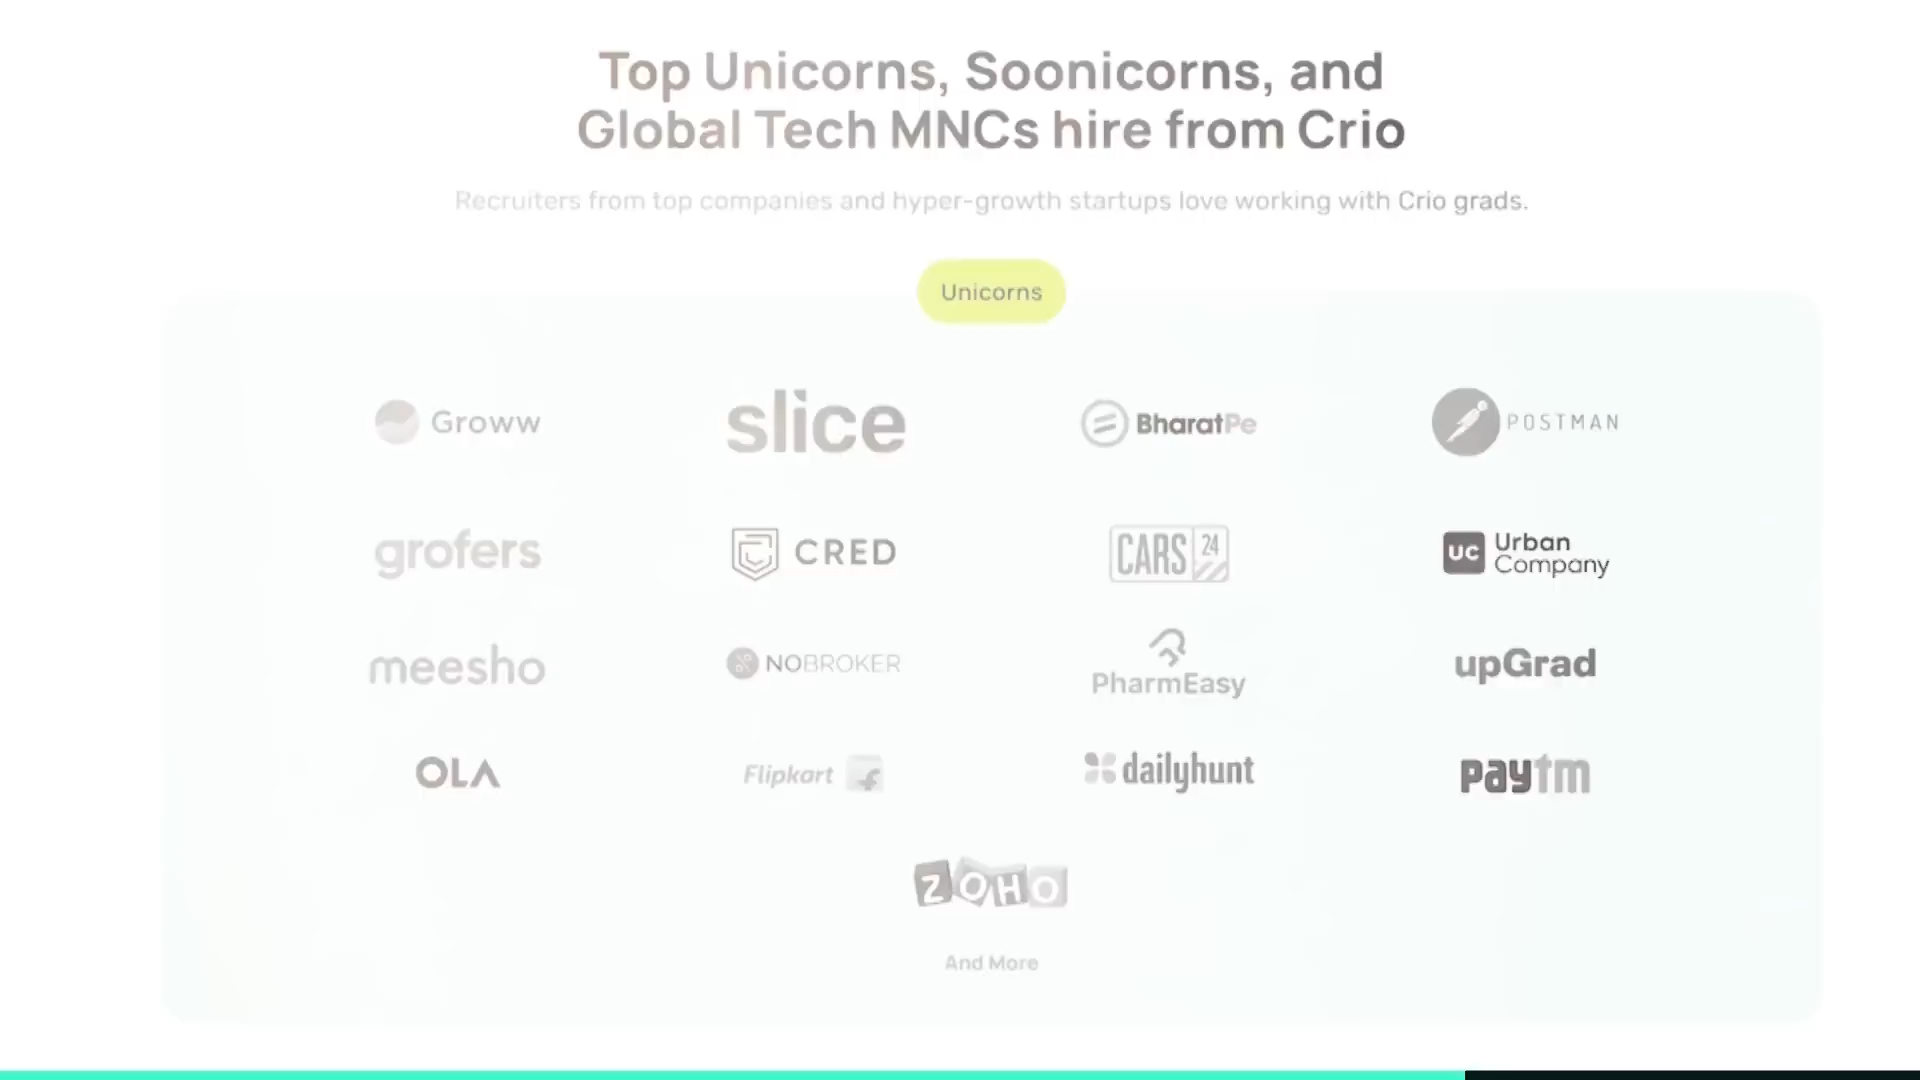 Top Unicorns, Soonicorns, and
Global Tech MNCs hire from Crio
Recruiters from top companies and hyper-growth startups love working with Crio grads.
Unicorns
Groww
slice
BharatPe
POSTMAN
grofers
CRED
CARS 24
UC Urban
Company
meesho
NOBROKER
PharmEasy
upGrad
OLA
Flipkart
dailyhunt
paytm
ZOHO
And More